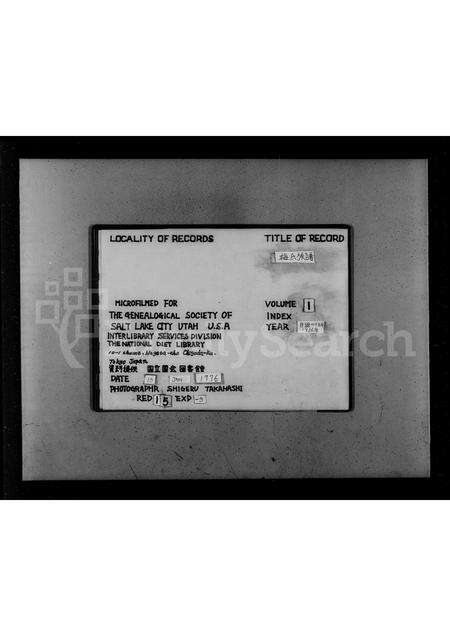 LOCALITY OF RECORDS
TITLE OF RECORD
MICROFILMED FOR
THE GENEALOGICAL SOCIETY OF
SALT LAKE CITY UTAH U.S.A
INTERLIBRARY SERVICES DIVISION
THE NATIONAL DIET LIBRARY
Tokyo Japan
資料提供 国立国会図書館
DATE 1976
PHOTOGRAPHR SHIGERU TAKAHASHI
RED 15 EXP
VOLUME 1
INDEX
YEAR
FamilySearch